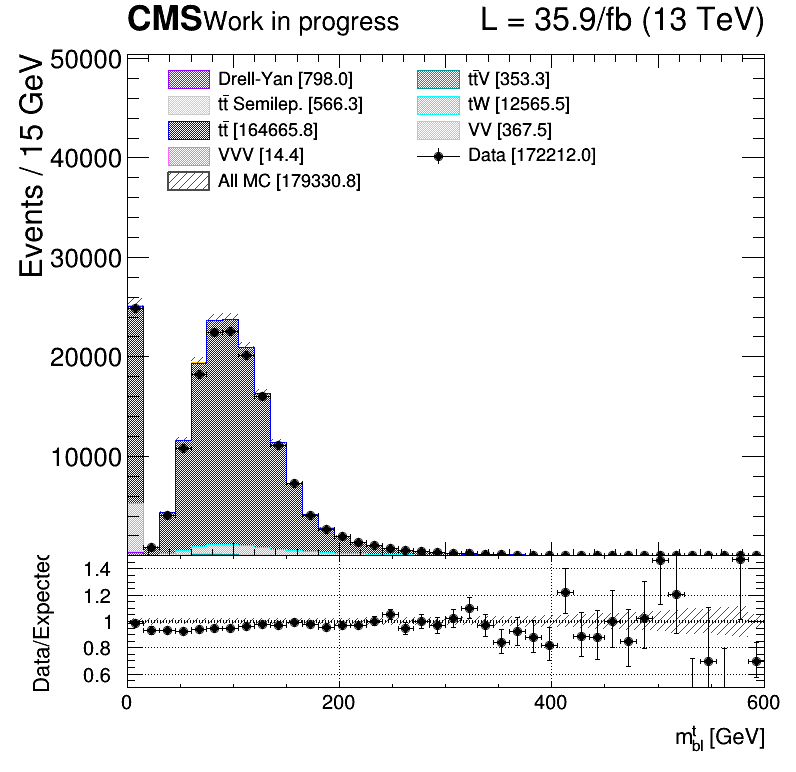 CMS Work in progress L = 35.9/fb (13 TeV)
Events / 15 GeV
50000
40000
30000
20000
10000
Drell-Yan [798.0]
tt̄ Semilep. [566.3]
tt̄ [164665.8]
VVV [14.4]
All MC [179330.8]
tt̄V [353.3]
tW [12565.5]
VV [367.5]
Data [172212.0]
Data/Expected
1.4
1.2
1
0.8
0.6
0 200 400 600
m^t_bl [GeV]